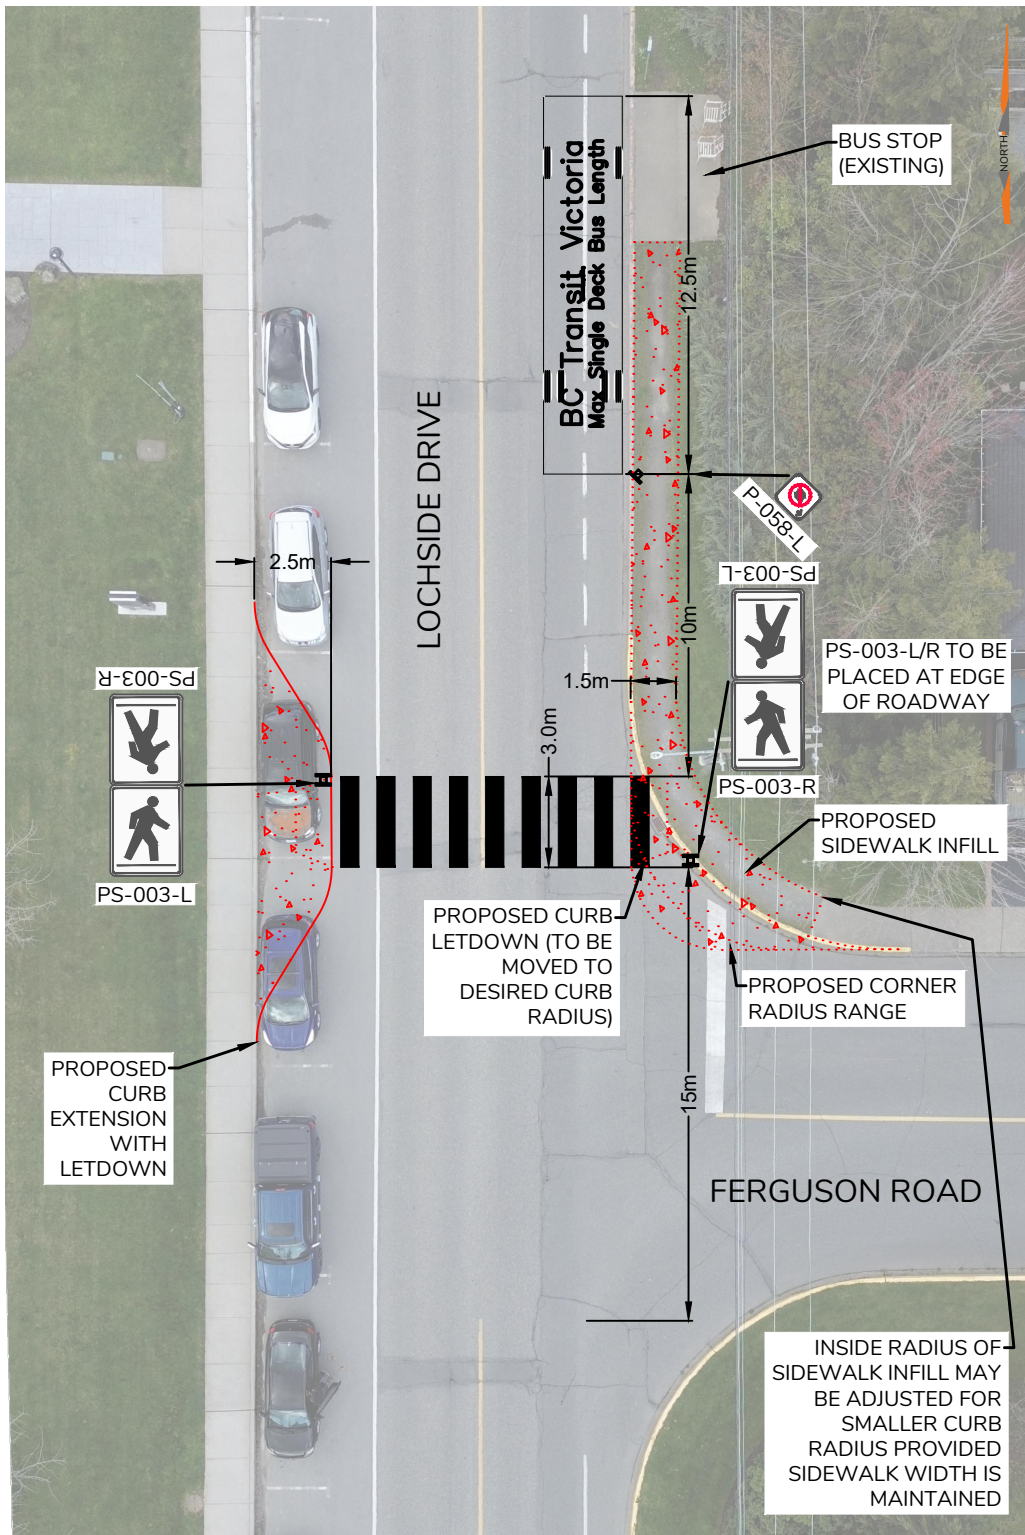 NORTH
BUS STOP
(EXISTING)
BC Transit Victoria
Max Single Deck Bus Length
12.5m
LOCHSIDE DRIVE
P-058-L
2.5m
10m
PS-003-L
PS-003-L/R TO BE
PLACED AT EDGE
OF ROADWAY
PS-003-R
1.5m
3.0m
PS-003-R
PS-003-L
PROPOSED
SIDEWALK INFILL
PROPOSED CURB
LETDOWN (TO BE
MOVED TO
DESIRED CURB
RADIUS)
PROPOSED CORNER
RADIUS RANGE
PROPOSED
CURB
EXTENSION
WITH
LETDOWN
15m
FERGUSON ROAD
INSIDE RADIUS OF
SIDEWALK INFILL MAY
BE ADJUSTED FOR
SMALLER CURB
RADIUS PROVIDED
SIDEWALK WIDTH IS
MAINTAINED